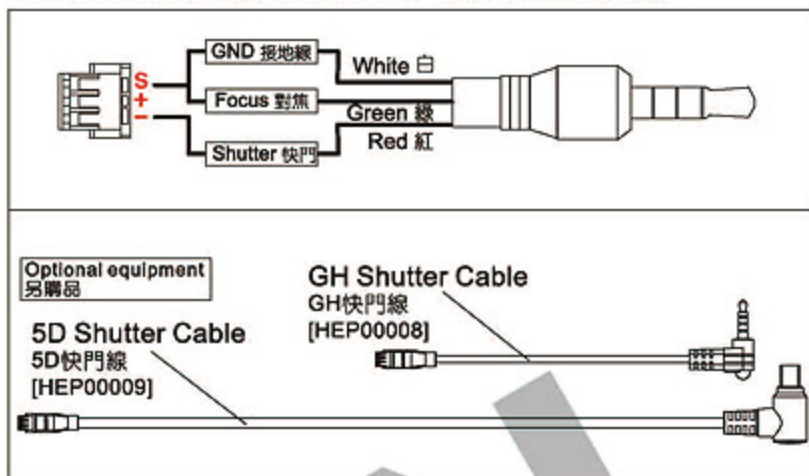 GND 接地線
White 白
S
+
Focus 對焦
Green 綠
−
Red 紅
Shutter 快門
Optional equipment
另購品
GH Shutter Cable
GH快門線
[HEP00008]
5D Shutter Cable
5D快門線
[HEP00009]